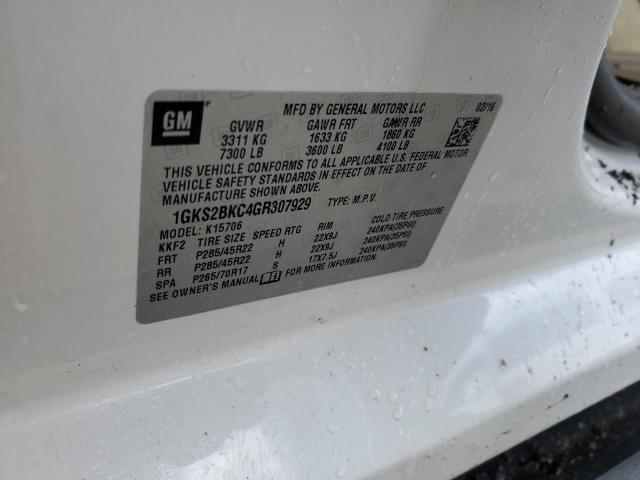 GM
MFD BY GENERAL MOTORS LLC 02/16
GVWR GAWR FRT GAWR RR
3311 KG 1633 KG 1860 KG
7300 LB 3600 LB 4100 LB
THIS VEHICLE CONFORMS TO ALL APPLICABLE U.S. FEDERAL MOTOR
VEHICLE SAFETY STANDARDS IN EFFECT ON THE DATE OF
MANUFACTURE SHOWN ABOVE.
1GKS2BKC4GR307929 TYPE: M.P.V.
MODEL: K15706
KKF2 TIRE SIZE SPEED RTG RIM COLD TIRE PRESSURE
FRT P285/45R22 H 22X9J 240KPA(35PSI)
RR P285/45R22 H 22X9J 240KPA(35PSI)
SPA P265/70R17 S 17X7.5J 240KPA(35PSI)
SEE OWNER'S MANUAL FOR MORE INFORMATION.